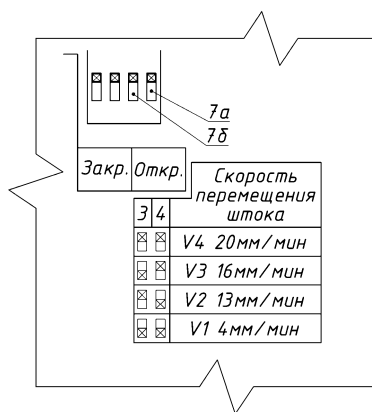 7а
7б
Закр. Откр.
Скорость
перемещения
штока
3 4
V4 20мм/мин
V3 16мм/мин
V2 13мм/мин
V1 4мм/мин